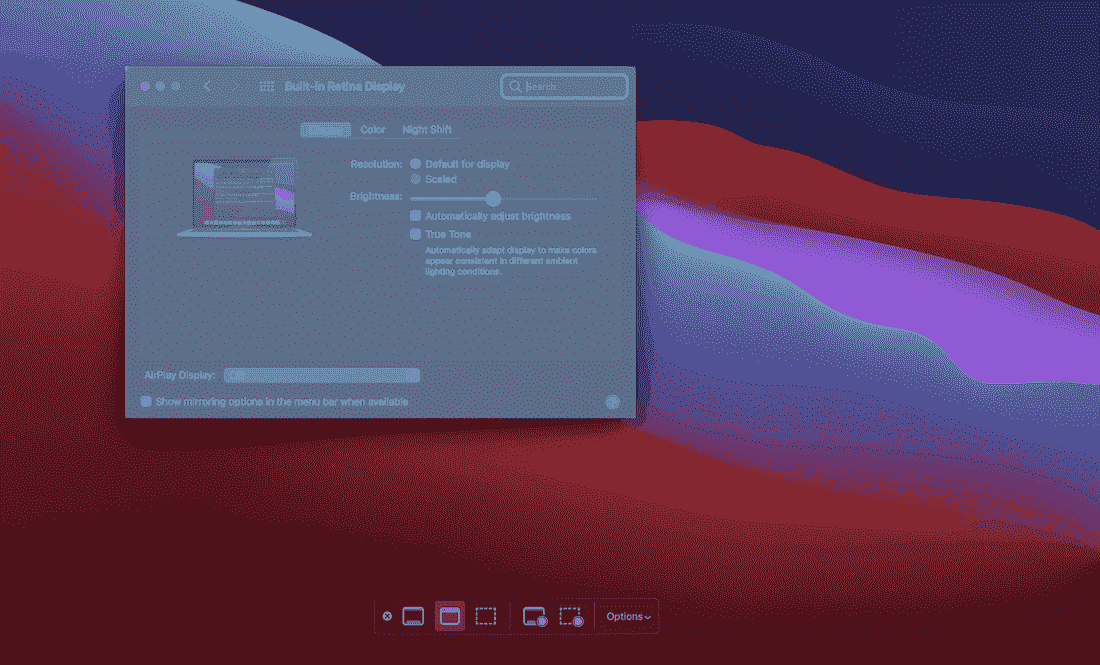 Built-in Retina Display
Search
Display Color Night Shift
Resolution: Default for display
Scaled
Brightness:
Automatically adjust brightness
True Tone
Automatically adapt display to make colors
appear consistent in different ambient
lighting conditions.
AirPlay Display: Off
Show mirroring options in the menu bar when available
?
Options